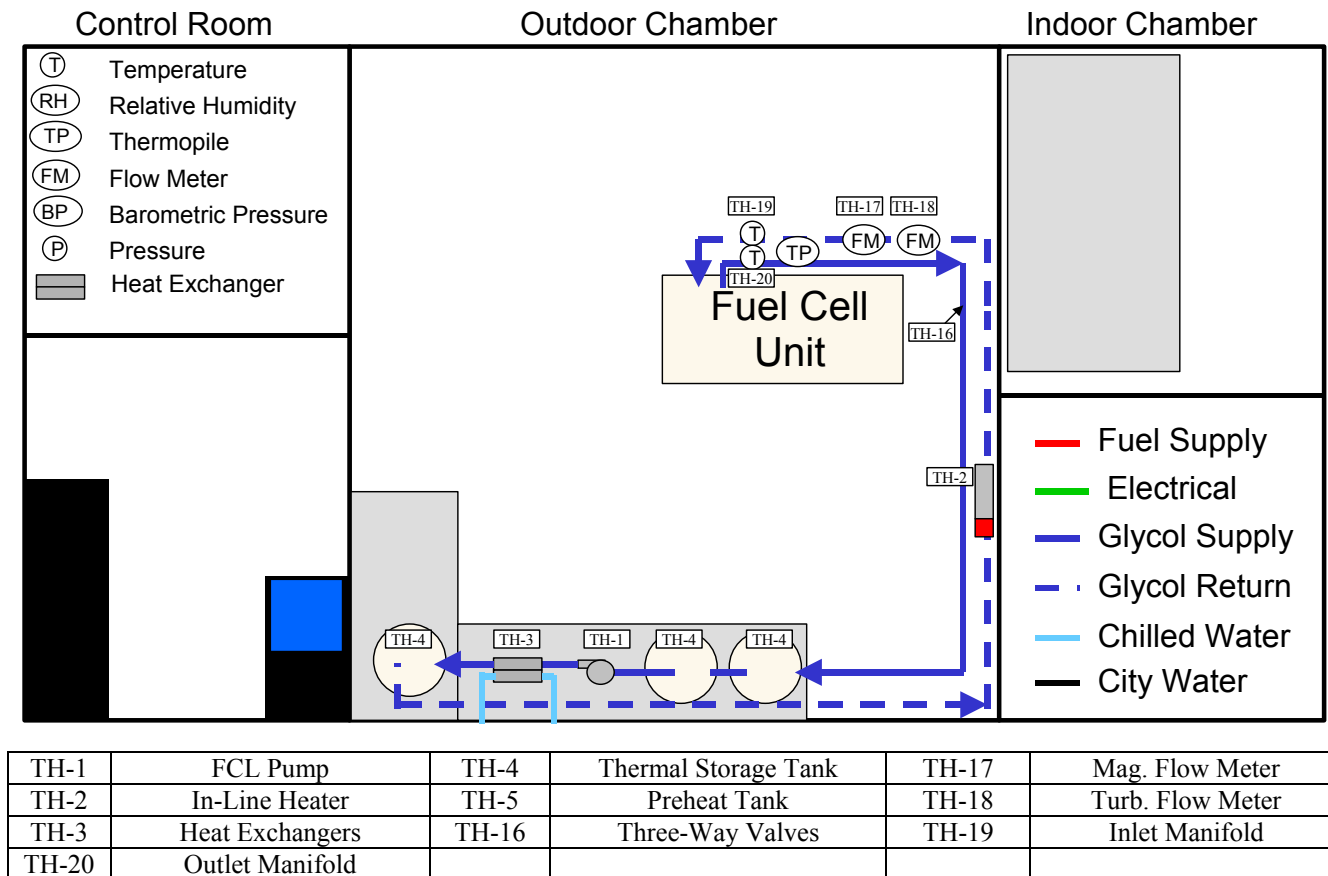 Control Room
Outdoor Chamber
Indoor Chamber
T Temperature
RH Relative Humidity
TP Thermopile
FM Flow Meter
BP Barometric Pressure
P Pressure
Heat Exchanger
TH-19
TH-17
TH-18
T
FM
FM
T
TP
TH-20
Fuel Cell
Unit
TH-16
TH-2
Fuel Supply
Electrical
Glycol Supply
Glycol Return
Chilled Water
City Water
TH-4
TH-3
TH-1
TH-4
TH-4
TH-1 FCL Pump TH-4 Thermal Storage Tank TH-17 Mag. Flow Meter
TH-2 In-Line Heater TH-5 Preheat Tank TH-18 Turb. Flow Meter
TH-3 Heat Exchangers TH-16 Three-Way Valves TH-19 Inlet Manifold
TH-20 Outlet Manifold